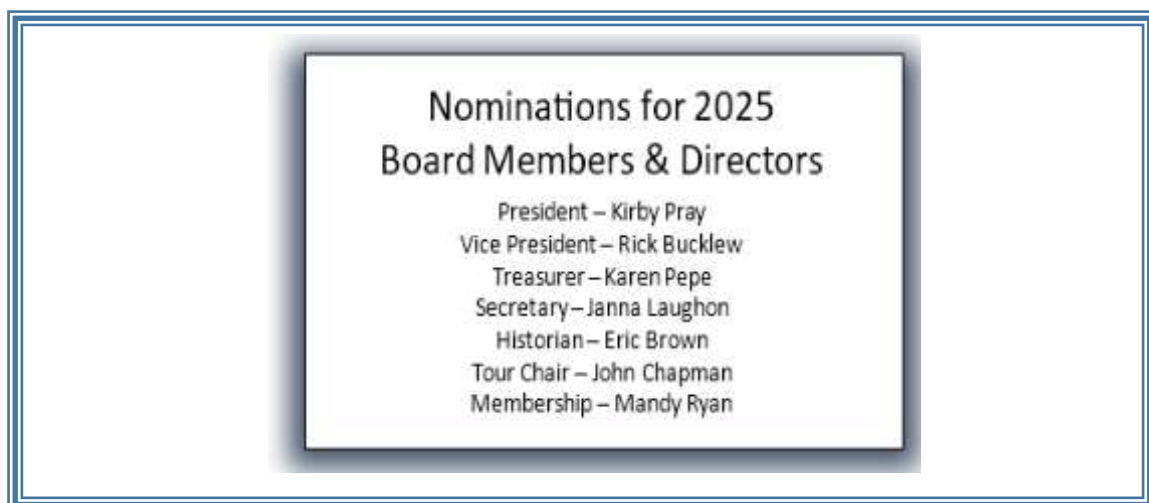 Nominations for 2025
Board Members & Directors
President – Kirby Pray
Vice President – Rick Bucklew
Treasurer – Karen Pepe
Secretary – Janna Laughon
Historian – Eric Brown
Tour Chair – John Chapman
Membership – Mandy Ryan